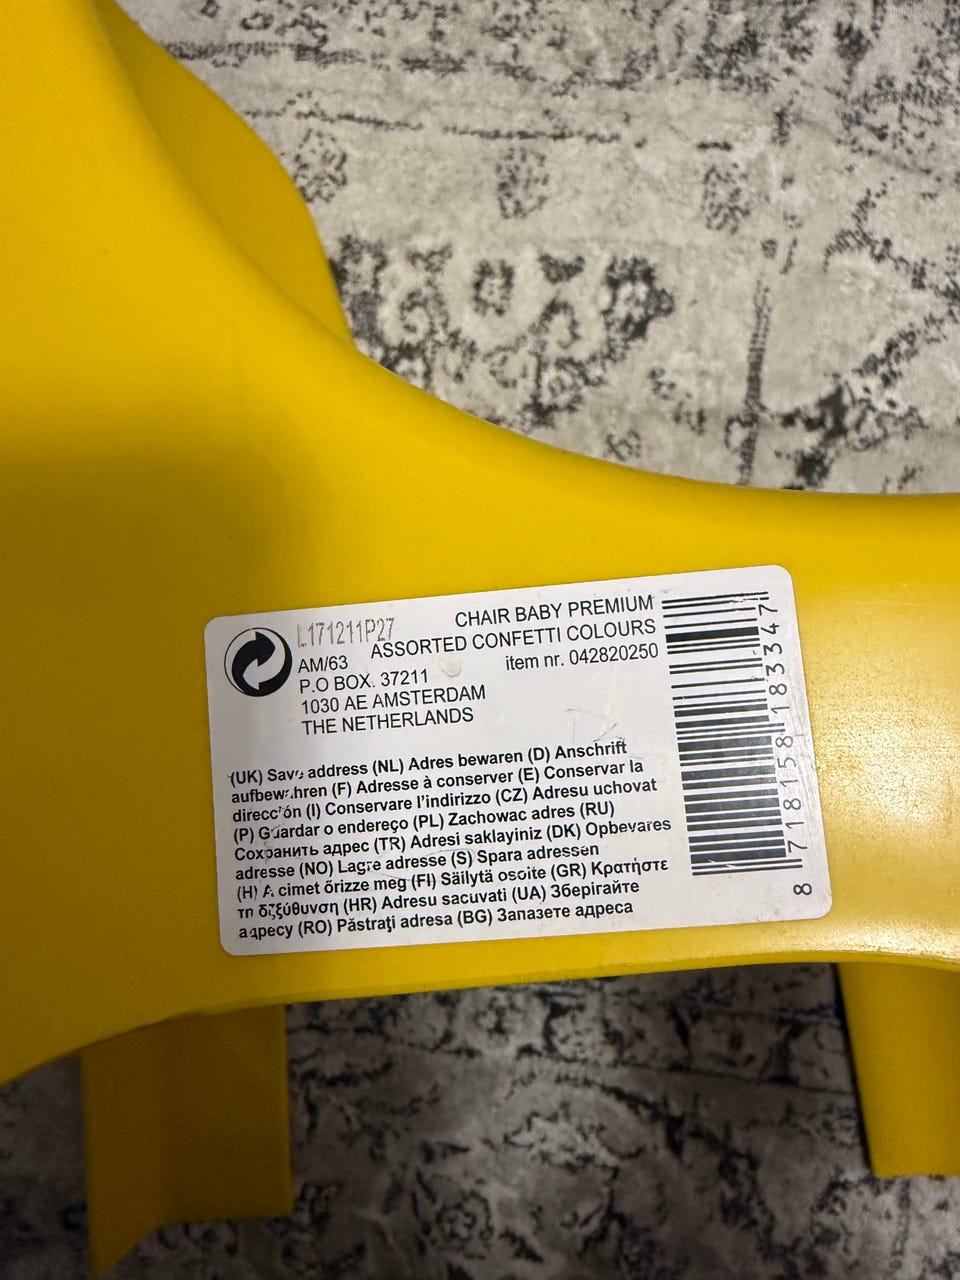 L171211P27
CHAIR BABY PREMIUM
ASSORTED CONFETTI COLOURS
item nr. 042820250
AM/63
P.O BOX. 37211
1030 AE AMSTERDAM
THE NETHERLANDS
(UK) Save address (NL) Adres bewaren (D) Anschrift
aufbewahren (F) Adresse à conserver (E) Conservar la
direccíón (I) Conservare l'indirizzo (CZ) Adresu uchovat
(P) Guardar o endereço (PL) Zachowac adres (RU)
Сохранить адрес (TR) Adresi saklayiniz (DK) Opbevares
adresse (NO) Lagre adresse (S) Spara adressen
(H) A cimet őrizze meg (FI) Säilytä osoite (GR) Κρατήστε
τη (HR) Adresu sacuvati (UA) Зберігайте
адресу (RO) Păstraţi adresa (BG) Запазете адреса
8 718158 183347